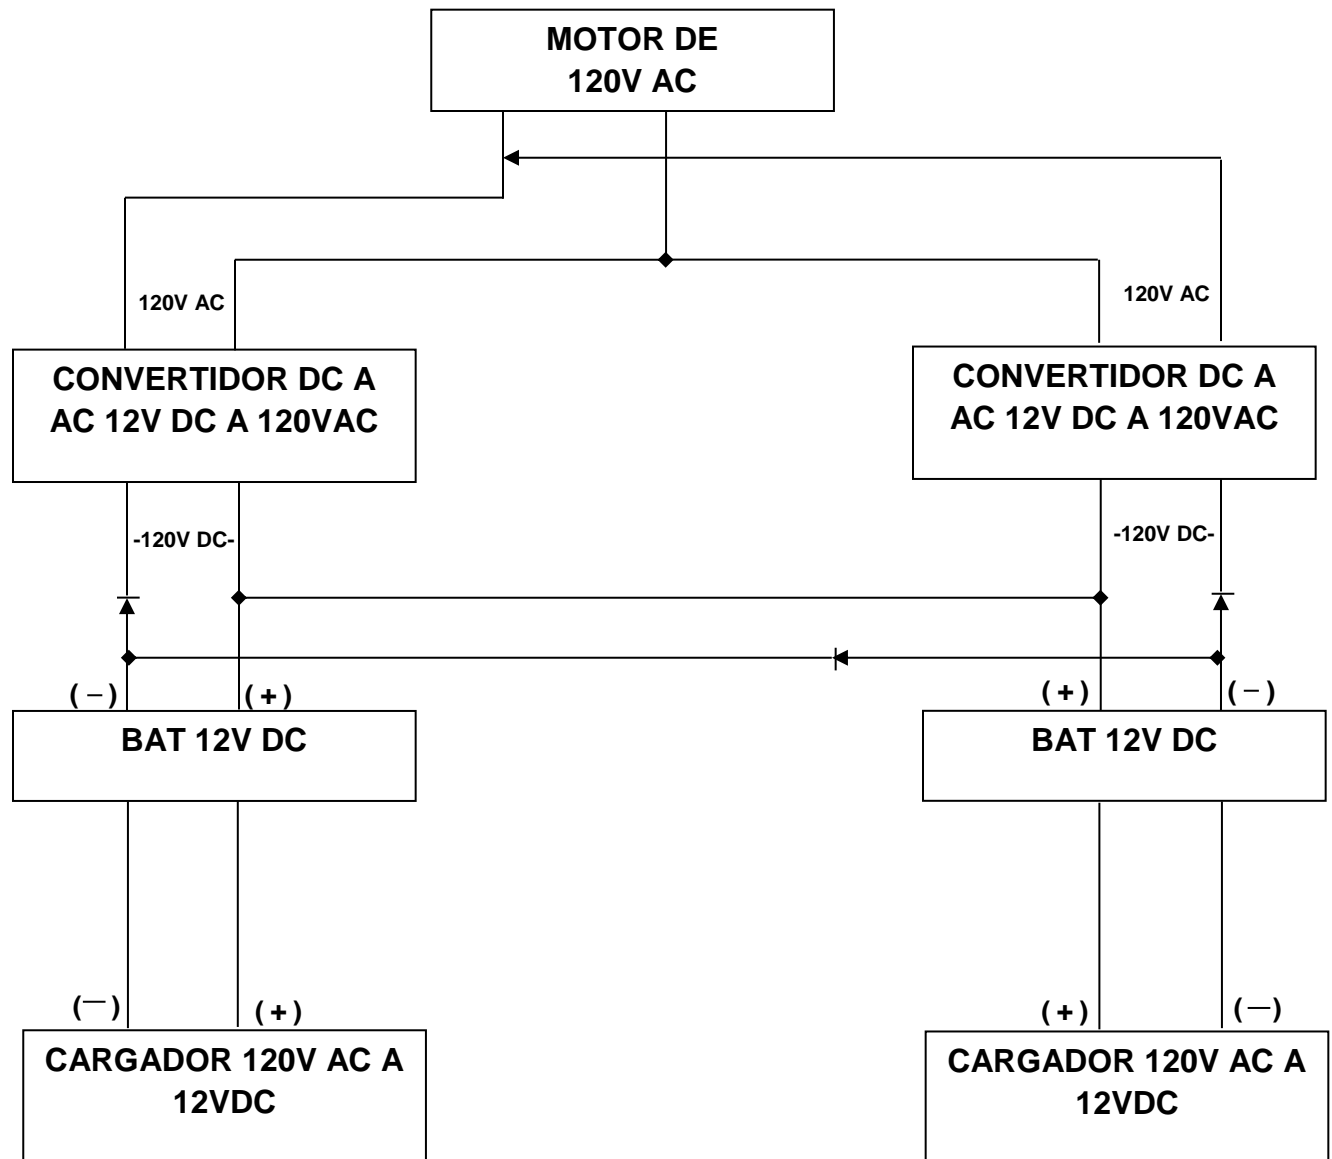 MOTOR DE
120V AC
120V AC
120V AC
CONVERTIDOR DC A
AC 12V DC A 120VAC
CONVERTIDOR DC A
AC 12V DC A 120VAC
-120V DC-
-120V DC-
(−)
(+)
(+)
(−)
BAT 12V DC
BAT 12V DC
(—)
(+)
(+)
(—)
CARGADOR 120V AC A
12VDC
CARGADOR 120V AC A
12VDC